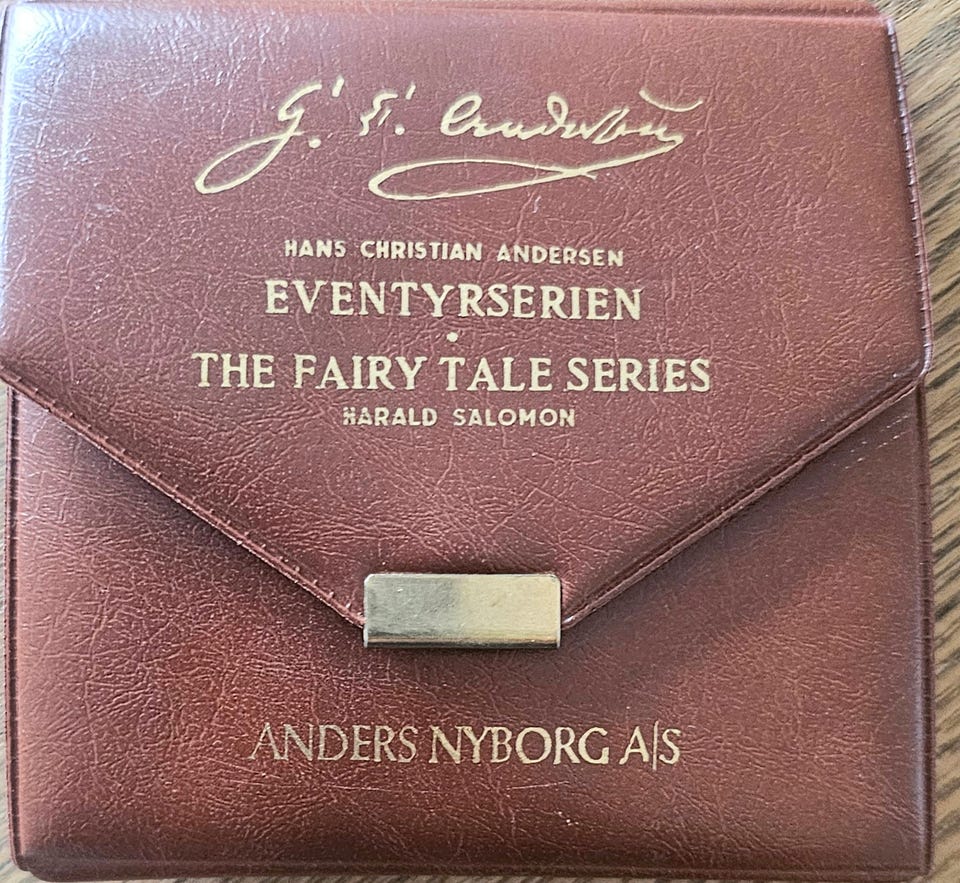 H. C. Andersen
HANS CHRISTIAN ANDERSEN
EVENTYRSERIEN
•
THE FAIRY TALE SERIES
HARALD SALOMON
ANDERS NYBORG A|S